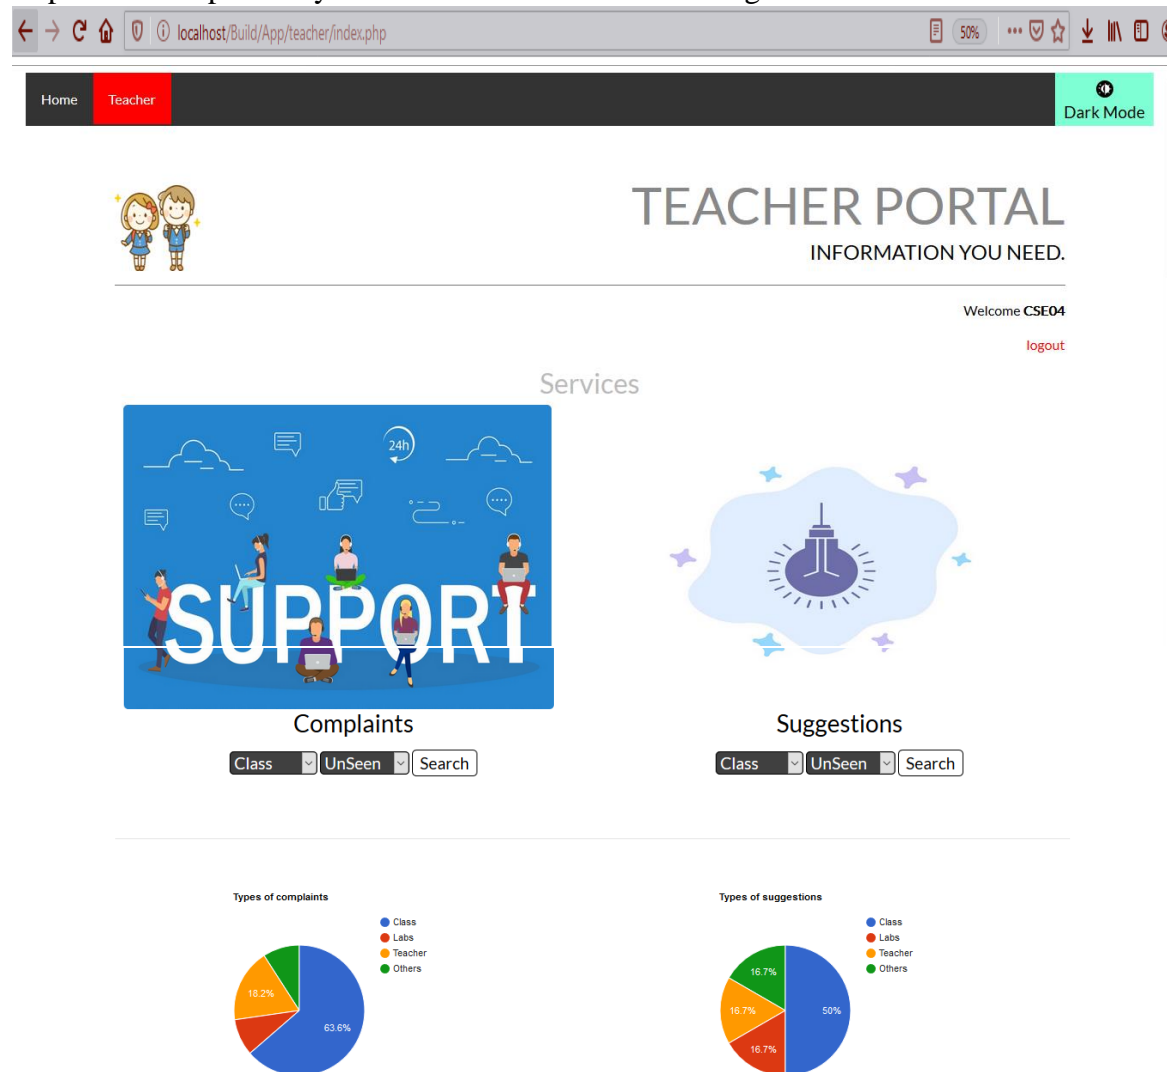 localhost/Build/App/teacher/index.php
50%
Home
Teacher
Dark Mode
TEACHER PORTAL
INFORMATION YOU NEED.
Welcome CSE04
logout
Services
24h
SUPPORT
Complaints
Suggestions
Class UnSeen Search
Class UnSeen Search
Types of complaints
Class
Labs
Teacher
Others
18.2%
63.6%
Types of suggestions
Class
Labs
Teacher
Others
16.7%
16.7%
50%
16.7%